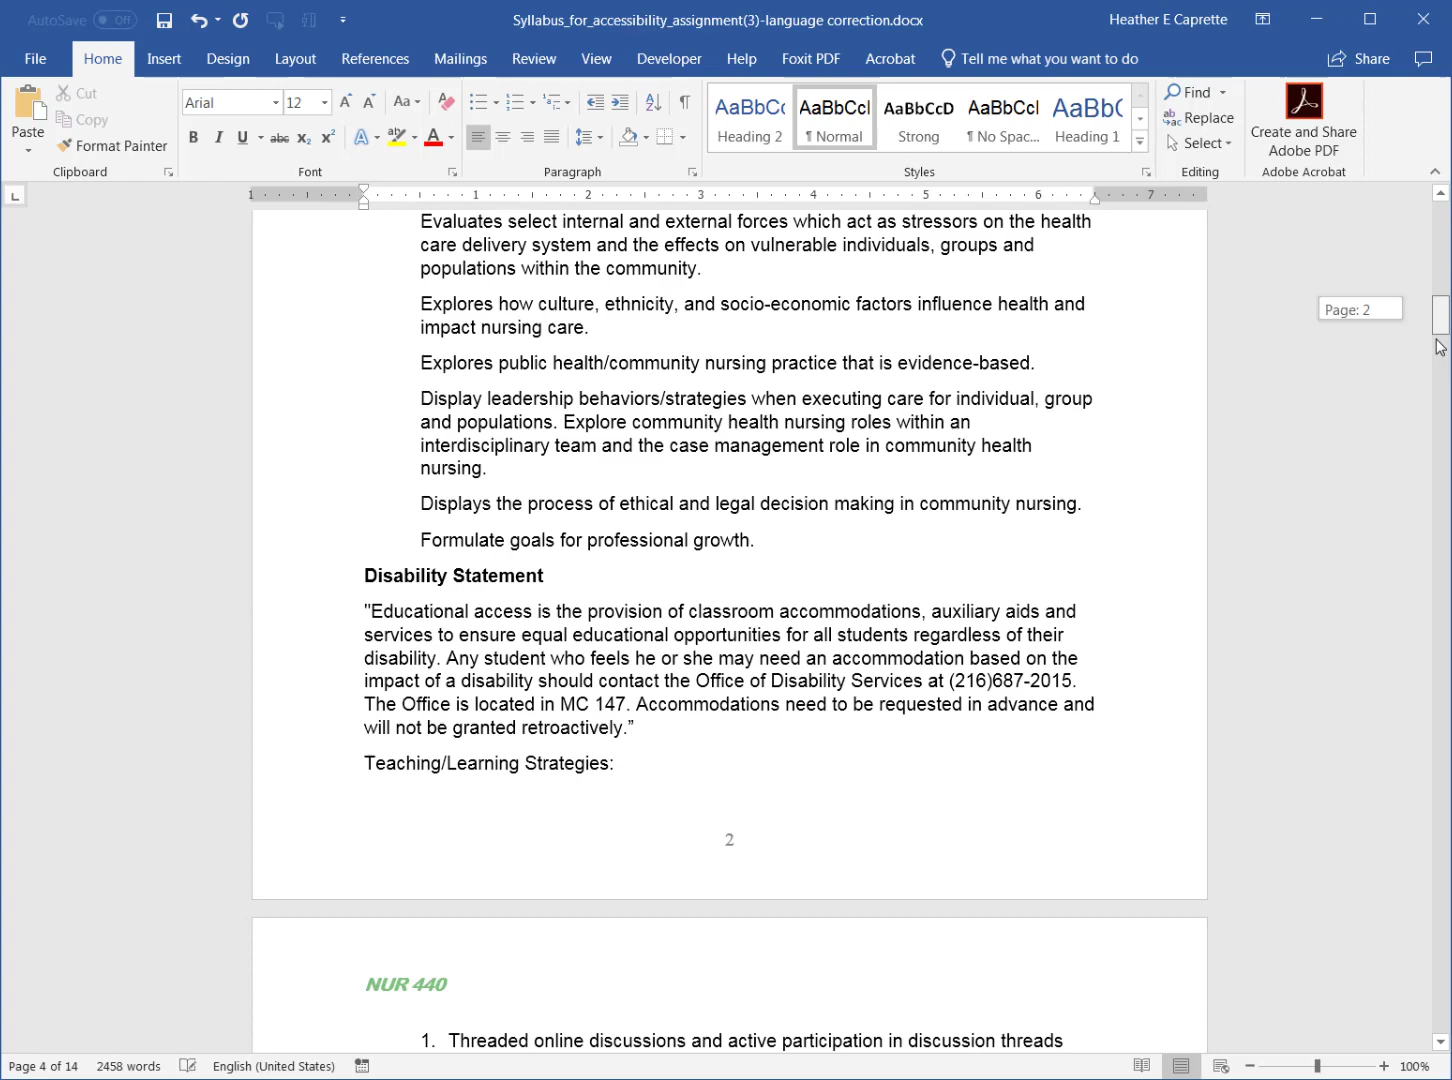 AutoSave Off
Syllabus_for_accessibility_assignment(3)-language correction.docx
Heather E Caprette
File Home Insert Design Layout References Mailings Review View Developer Help Foxit PDF Acrobat Tell me what you want to do Share
Paste
Cut
Copy
Format Painter
Clipboard
Arial 12
Font
Paragraph
AaBbCc AaBbCcI AaBbCcD AaBbCcI AaBbC
Heading 2 ¶ Normal Strong ¶ No Spac... Heading 1
Styles
Find
Replace
Select
Editing
Create and Share
Adobe PDF
Adobe Acrobat
1 1 2 3 4 5 6 7
Evaluates select internal and external forces which act as stressors on the health
care delivery system and the effects on vulnerable individuals, groups and
populations within the community.
Explores how culture, ethnicity, and socio-economic factors influence health and
impact nursing care.
Page: 2
Explores public health/community nursing practice that is evidence-based.
Display leadership behaviors/strategies when executing care for individual, group
and populations. Explore community health nursing roles within an
interdisciplinary team and the case management role in community health
nursing.
Displays the process of ethical and legal decision making in community nursing.
Formulate goals for professional growth.
Disability Statement
"Educational access is the provision of classroom accommodations, auxiliary aids and
services to ensure equal educational opportunities for all students regardless of their
disability. Any student who feels he or she may need an accommodation based on the
impact of a disability should contact the Office of Disability Services at (216)687-2015.
The Office is located in MC 147. Accommodations need to be requested in advance and
will not be granted retroactively.”
Teaching/Learning Strategies:
2
NUR 440
1. Threaded online discussions and active participation in discussion threads
Page 4 of 14 2458 words English (United States) 100%